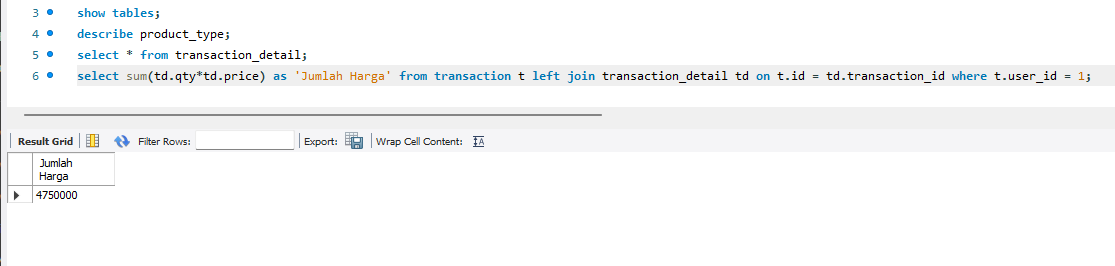 3 show tables;
4 describe product_type;
5 select * from transaction_detail;
6 select sum(td.qty*td.price) as 'Jumlah Harga' from transaction t left join transaction_detail td on t.id = td.transaction_id where t.user_id = 1;
Result Grid Filter Rows: Export: Wrap Cell Content: IA
Jumlah
Harga
4750000